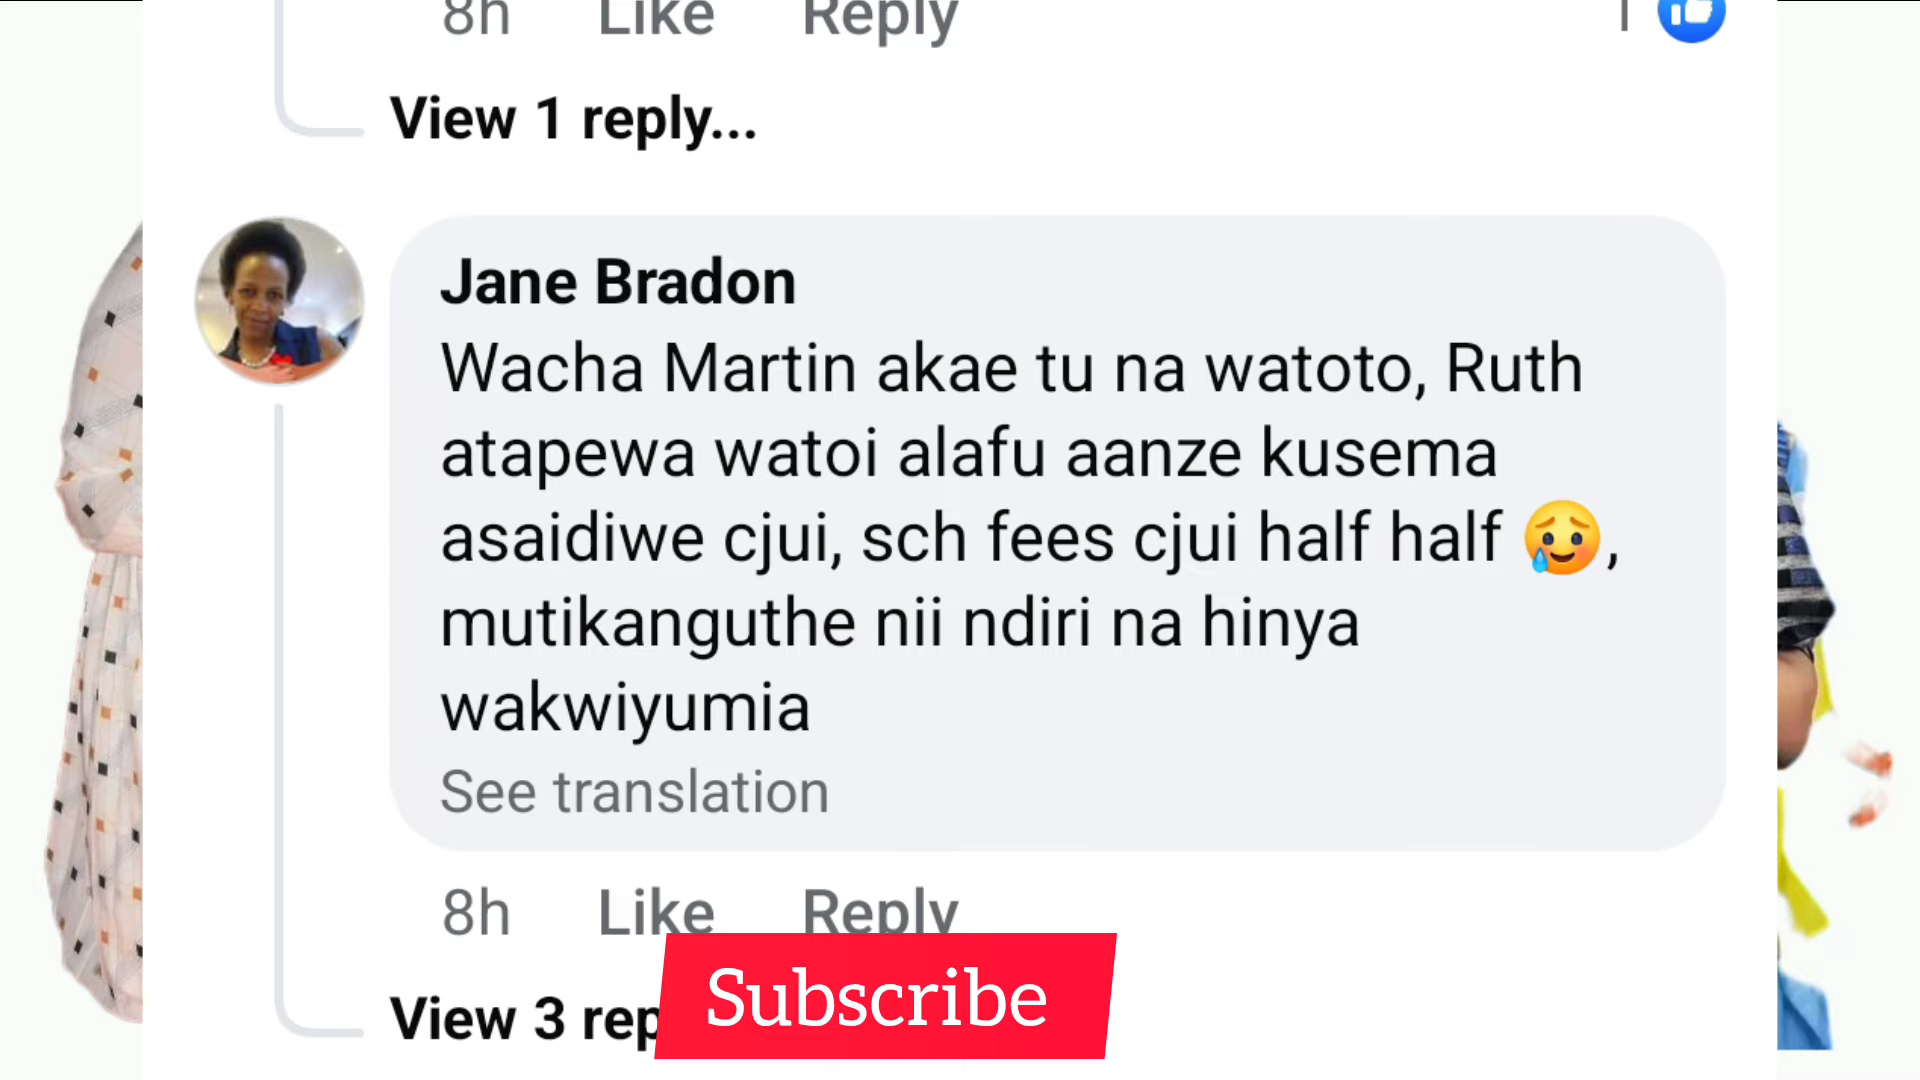 8h Like Reply 1
View 1 reply...
Jane Bradon
Wacha Martin akae tu na watoto, Ruth
atapewa watoi alafu aanze kusema
asaidiwe cjui, sch fees cjui half half 🥲,
mutikanguthe nii ndiri na hinya
wakwiyumia
See translation
8h Like Reply
View 3 rep
Subscribe